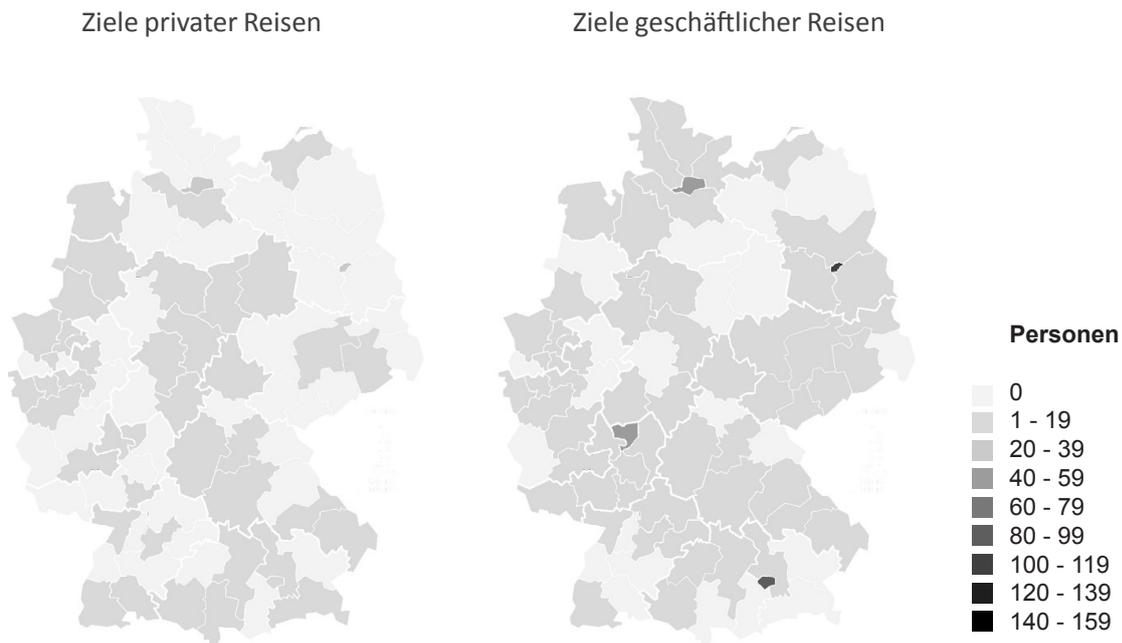 Ziele privater Reisen
Ziele geschäftlicher Reisen
Personen
0
1 - 19
20 - 39
40 - 59
60 - 79
80 - 99
100 - 119
120 - 139
140 - 159